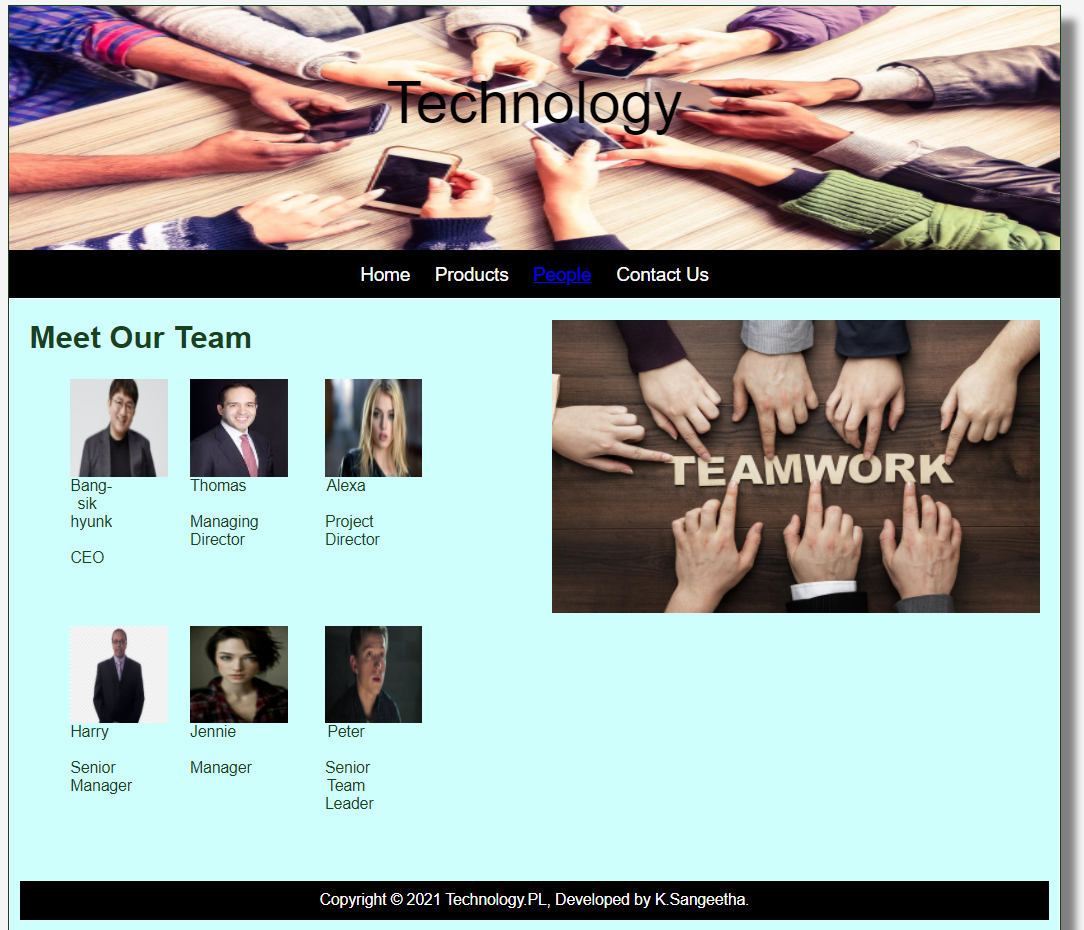 Technology
Home Products People Contact Us
Meet Our Team
TEAMWORK
Bang-
sik
hyunk
CEO
Thomas
Managing
Director
Alexa
Project
Director
Harry
Senior
Manager
Jennie
Manager
Peter
Senior
Team
Leader
Copyright © 2021 Technology.PL, Developed by K.Sangeetha.